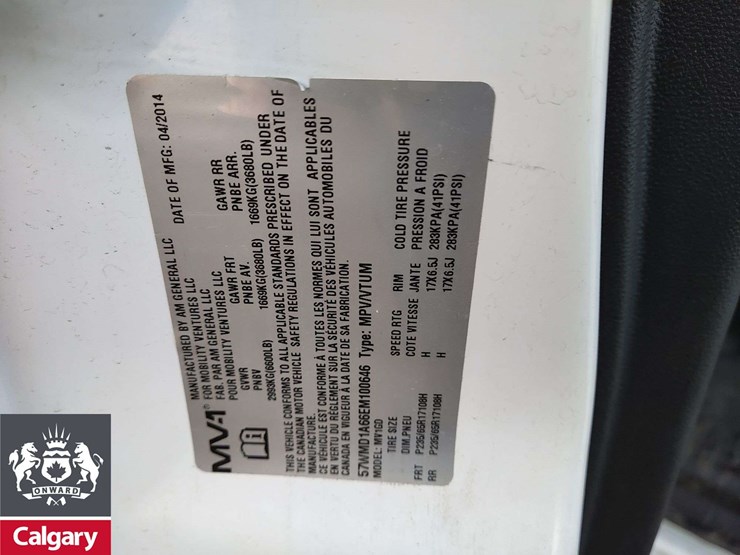 MV-1®
MANUFACTURED BY AM GENERAL LLC DATE OF MFG: 04/2014
FOR MOBILITY VENTURES LLC
FAB. PAR AM GENERAL LLC
POUR MOBILITY VENTURES LLC
GVWR GAWR FRT GAWR RR
PNBV PNBE AV. PNBE ARR.
2993KG(6600LB) 1669KG(3680LB) 1669KG(3680LB)
THIS VEHICLE CONFORMS TO ALL APPLICABLE STANDARDS PRESCRIBED UNDER
THE CANADIAN MOTOR VEHICLE SAFETY REGULATIONS IN EFFECT ON THE DATE OF
MANUFACTURE.
CE VÉHICULE EST CONFORME À TOUTES LES NORMES QUI LUI SONT APPLICABLES
EN VERTU DU RÈGLEMENT SUR LA SÉCURITÉ DES VÉHICULES AUTOMOBILES DU
CANADA EN VIGUEUR À LA DATE DE SA FABRICATION.
57WMD1A66EM100646 Type: MPV/VTUM
MODEL: MV1GD
TIRE SIZE SPEED RTG RIM COLD TIRE PRESSURE
DIM.PNEU COTE VITESSE JANTE PRESSION A FROID
FRT P235/65R17108H H 17X6.5J 283KPA(41PSI)
RR P235/65R17108H H 17X6.5J 283KPA(41PSI)
ONWARD
Calgary